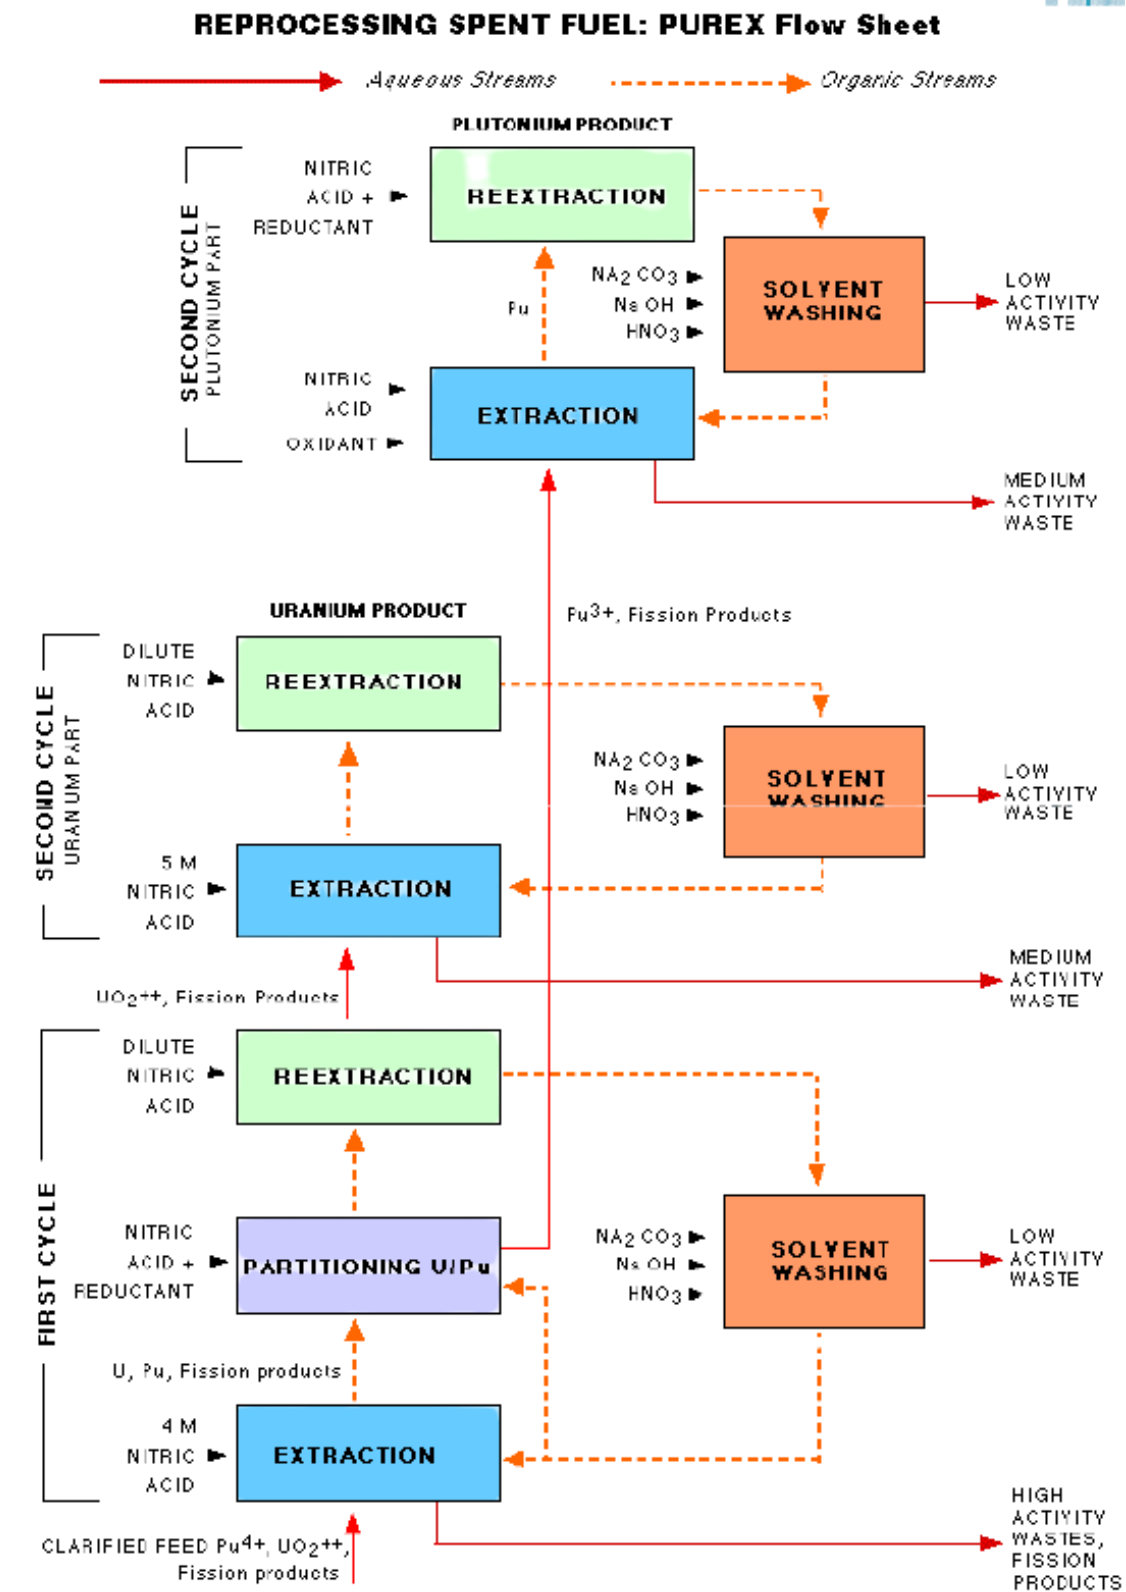 REPROCESSING SPENT FUEL: PUREX Flow Sheet
Aqueous Streams
Organic Streams
PLUTONIUM PRODUCT
SECOND CYCLE
PLUTONIUM PART
NITRIC
ACID +
REDUCTANT
REEXTRACTION
Pu
NA2 CO3
Na OH
HNO3
SOLVENT
WASHING
LOW
ACTIVITY
WASTE
NITRIC
ACID
OXIDANT
EXTRACTION
MEDIUM
ACTIVITY
WASTE
Pu3+, Fission Products
URANIUM PRODUCT
SECOND CYCLE
URANIUM PART
DILUTE
NITRIC
ACID
REEXTRACTION
NA2 CO3
Na OH
HNO3
SOLVENT
WASHING
LOW
ACTIVITY
WASTE
5 M
NITRIC
ACID
EXTRACTION
MEDIUM
ACTIVITY
WASTE
UO2++, Fission Products
FIRST CYCLE
DILUTE
NITRIC
ACID
REEXTRACTION
NITRIC
ACID +
REDUCTANT
PARTITIONING U/Pu
NA2 CO3
Na OH
HNO3
SOLVENT
WASHING
LOW
ACTIVITY
WASTE
U, Pu, Fission products
4 M
NITRIC
ACID
EXTRACTION
HIGH
ACTIVITY
WASTES,
FISSION
PRODUCTS
CLARIFIED FEED Pu4+, UO2++,
Fission products